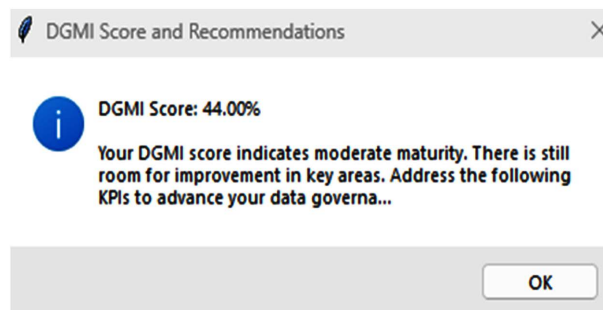 DGMI Score and Recommendations
DGMI Score: 44.00%
Your DGMI score indicates moderate maturity. There is still
room for improvement in key areas. Address the following
KPIs to advance your data governa...
OK